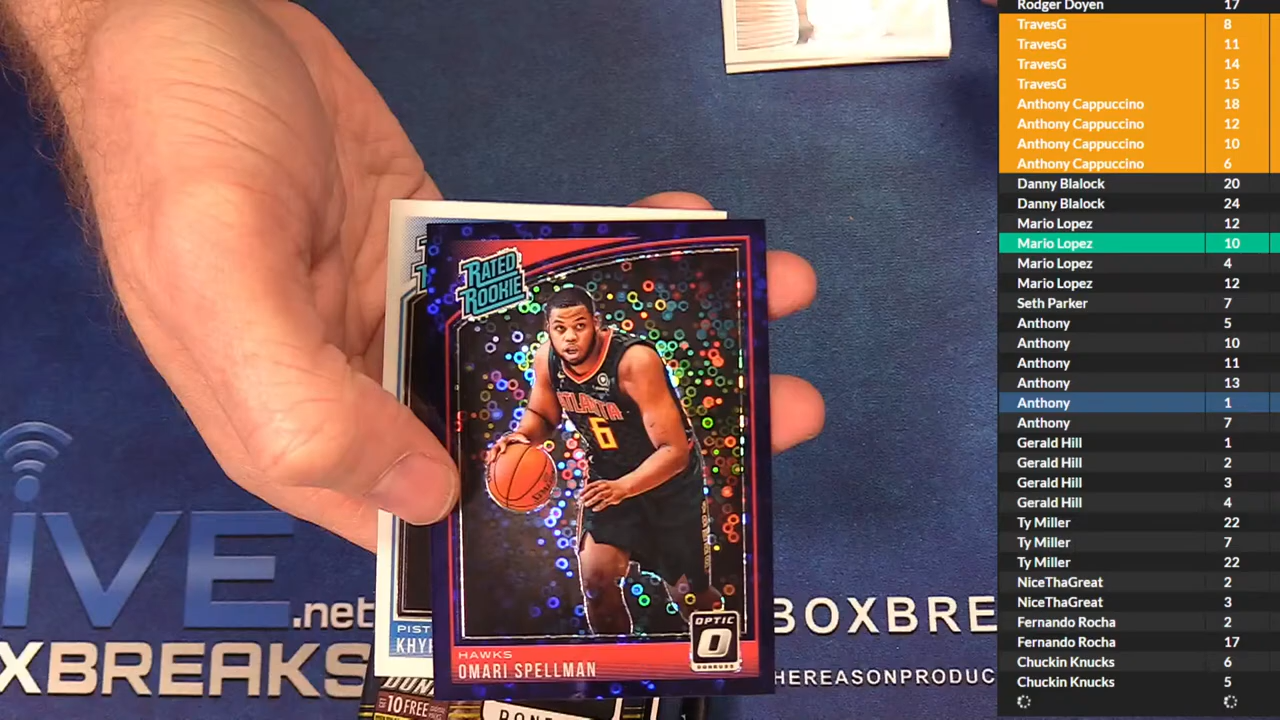 RATED
ROOKIE
ATLANTA
6
OPTIC
DONRUSS
HAWKS
OMARI SPELLMAN
PIST
KHY
10 FREE
iVE.net
XBREAKS
BOXBRE
HEREASONPRODUC
Rodger Doyen 17
TravesG 8
TravesG 11
TravesG 14
TravesG 15
Anthony Cappuccino 18
Anthony Cappuccino 12
Anthony Cappuccino 10
Anthony Cappuccino 6
Danny Blalock 20
Danny Blalock 24
Mario Lopez 12
Mario Lopez 10
Mario Lopez 4
Mario Lopez 12
Seth Parker 7
Anthony 5
Anthony 10
Anthony 11
Anthony 13
Anthony 1
Anthony 7
Gerald Hill 1
Gerald Hill 2
Gerald Hill 3
Gerald Hill 4
Ty Miller 22
Ty Miller 7
Ty Miller 22
NiceThaGreat 2
NiceThaGreat 3
Fernando Rocha 2
Fernando Rocha 17
Chuckin Knucks 6
Chuckin Knucks 5